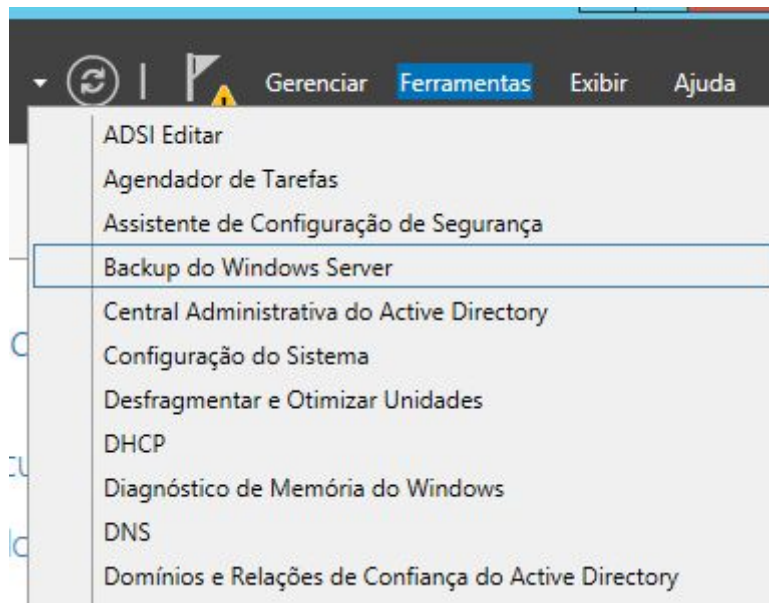 Gerenciar Ferramentas Exibir Ajuda
ADSI Editar
Agendador de Tarefas
Assistente de Configuração de Segurança
Backup do Windows Server
Central Administrativa do Active Directory
Configuração do Sistema
Desfragmentar e Otimizar Unidades
DHCP
Diagnóstico de Memória do Windows
DNS
Domínios e Relações de Confiança do Active Directory